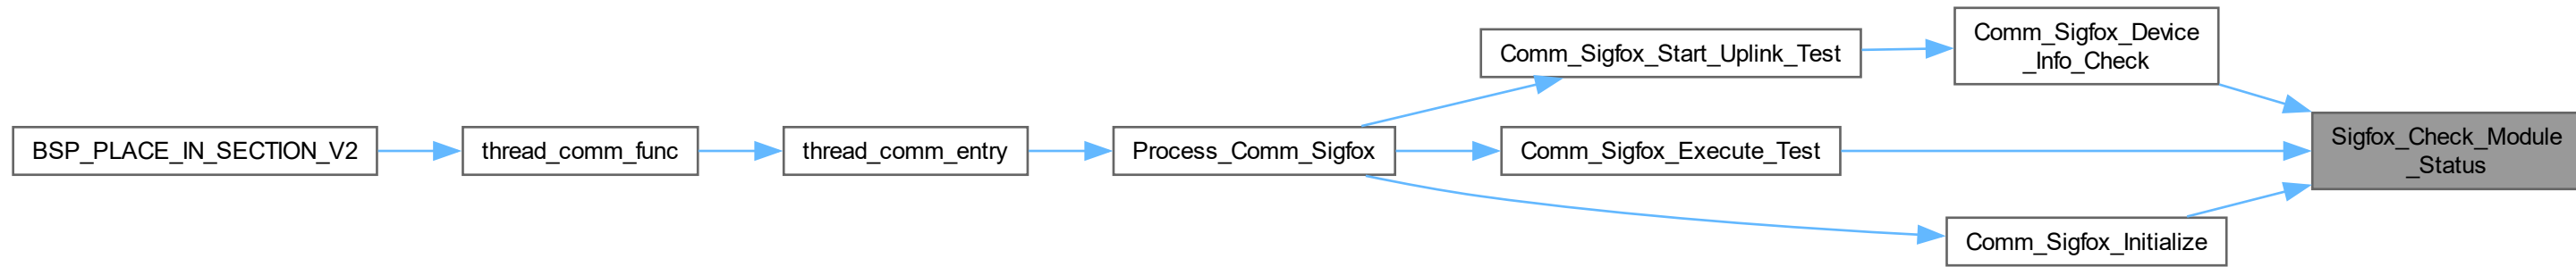 BSP_PLACE_IN_SECTION_V2
thread_comm_func
thread_comm_entry
Process_Comm_Sigfox
Comm_Sigfox_Start_Uplink_Test
Comm_Sigfox_Device
_Info_Check
Comm_Sigfox_Execute_Test
Comm_Sigfox_Initialize
Sigfox_Check_Module
_Status